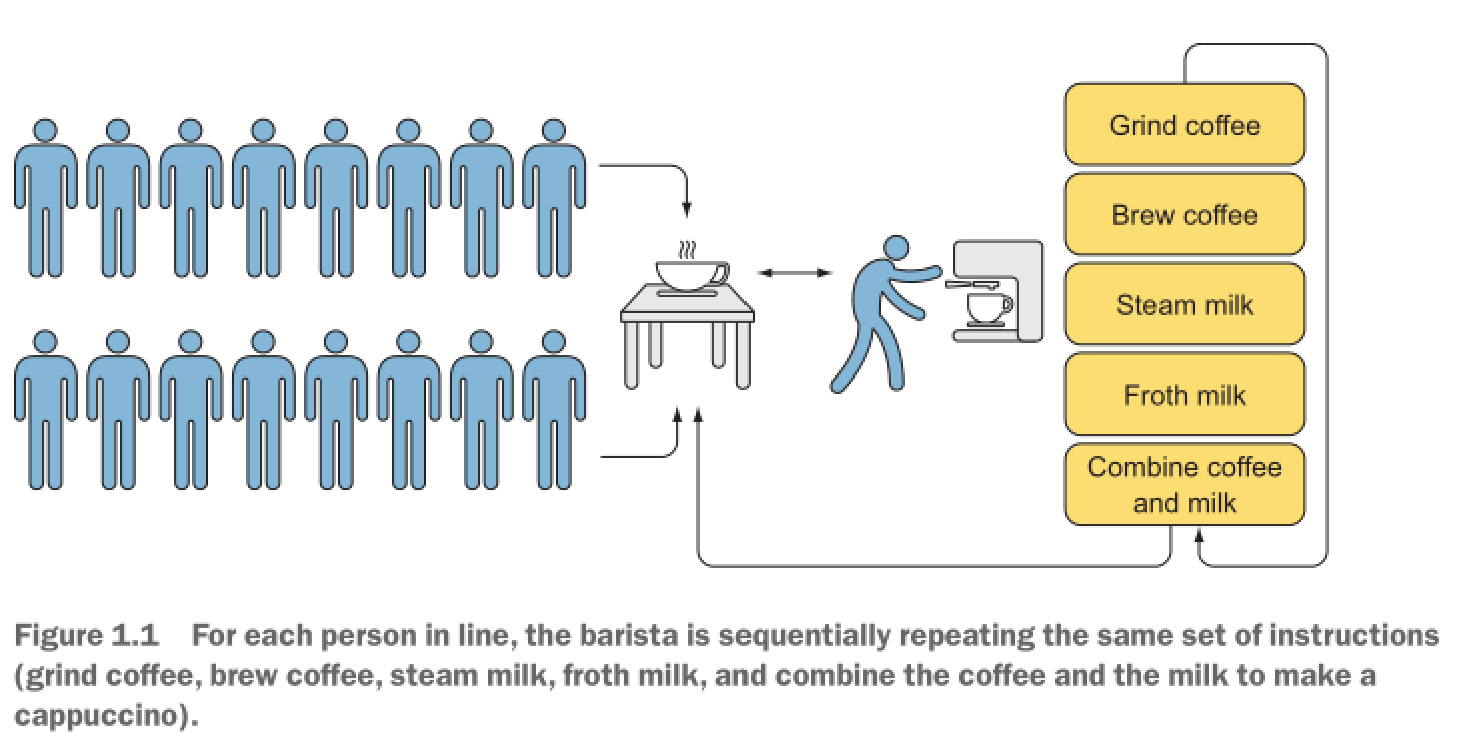 Grind coffee
Brew coffee
Steam milk
Froth milk
Combine coffee
and milk
Figure 1.1 For each person in line, the barista is sequentially repeating the same set of instructions
(grind coffee, brew coffee, steam milk, froth milk, and combine the coffee and the milk to make a
cappuccino).